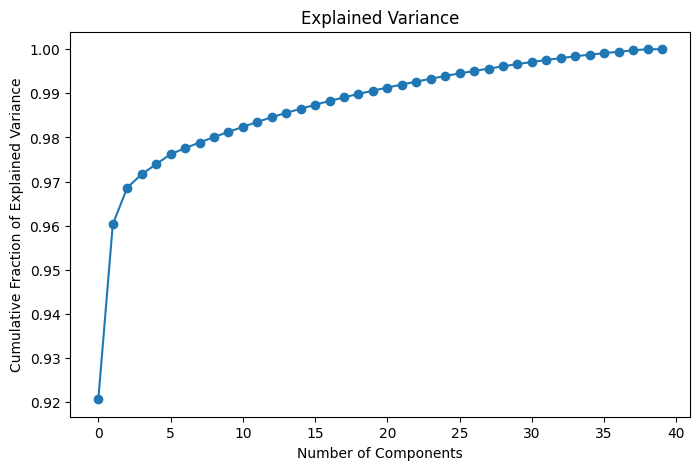 Explained Variance
Cumulative Fraction of Explained Variance
1.00
0.99
0.98
0.97
0.96
0.95
0.94
0.93
0.92
0 5 10 15 20 25 30 35 40
Number of Components